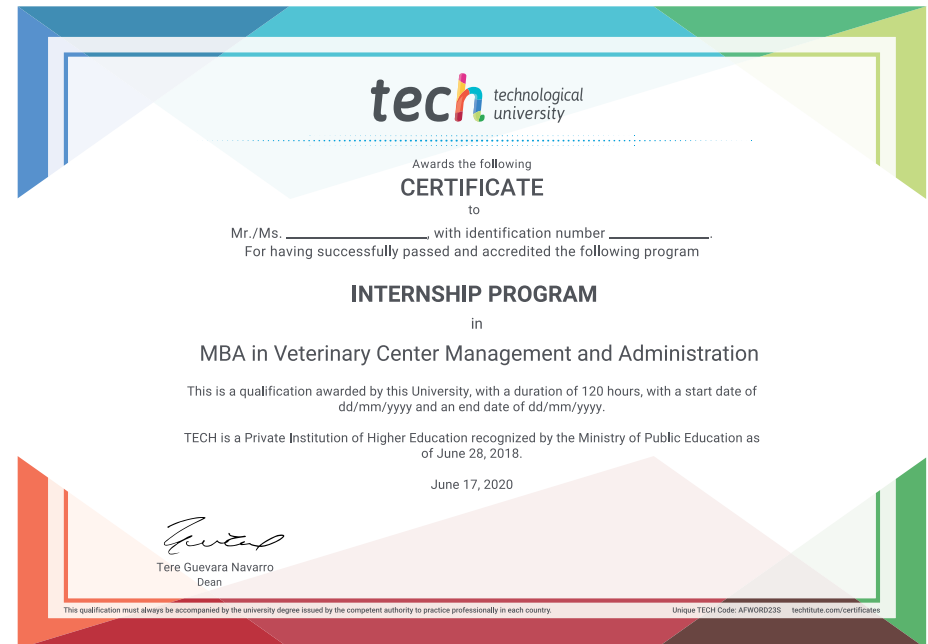 tech technological
university
Awards the following
CERTIFICATE
to
Mr./Ms. ____________________, with identification number ______________.
For having successfully passed and accredited the following program
INTERNSHIP PROGRAM
in
MBA in Veterinary Center Management and Administration
This is a qualification awarded by this University, with a duration of 120 hours, with a start date of
dd/mm/yyyy and an end date of dd/mm/yyyy.
TECH is a Private Institution of Higher Education recognized by the Ministry of Public Education as
of June 28, 2018.
June 17, 2020
Tere Guevara Navarro
Dean
This qualification must always be accompanied by the university degree issued by the competent authority to practice professionally in each country. Unique TECH Code: AFWORD23S techtitute.com/certificates